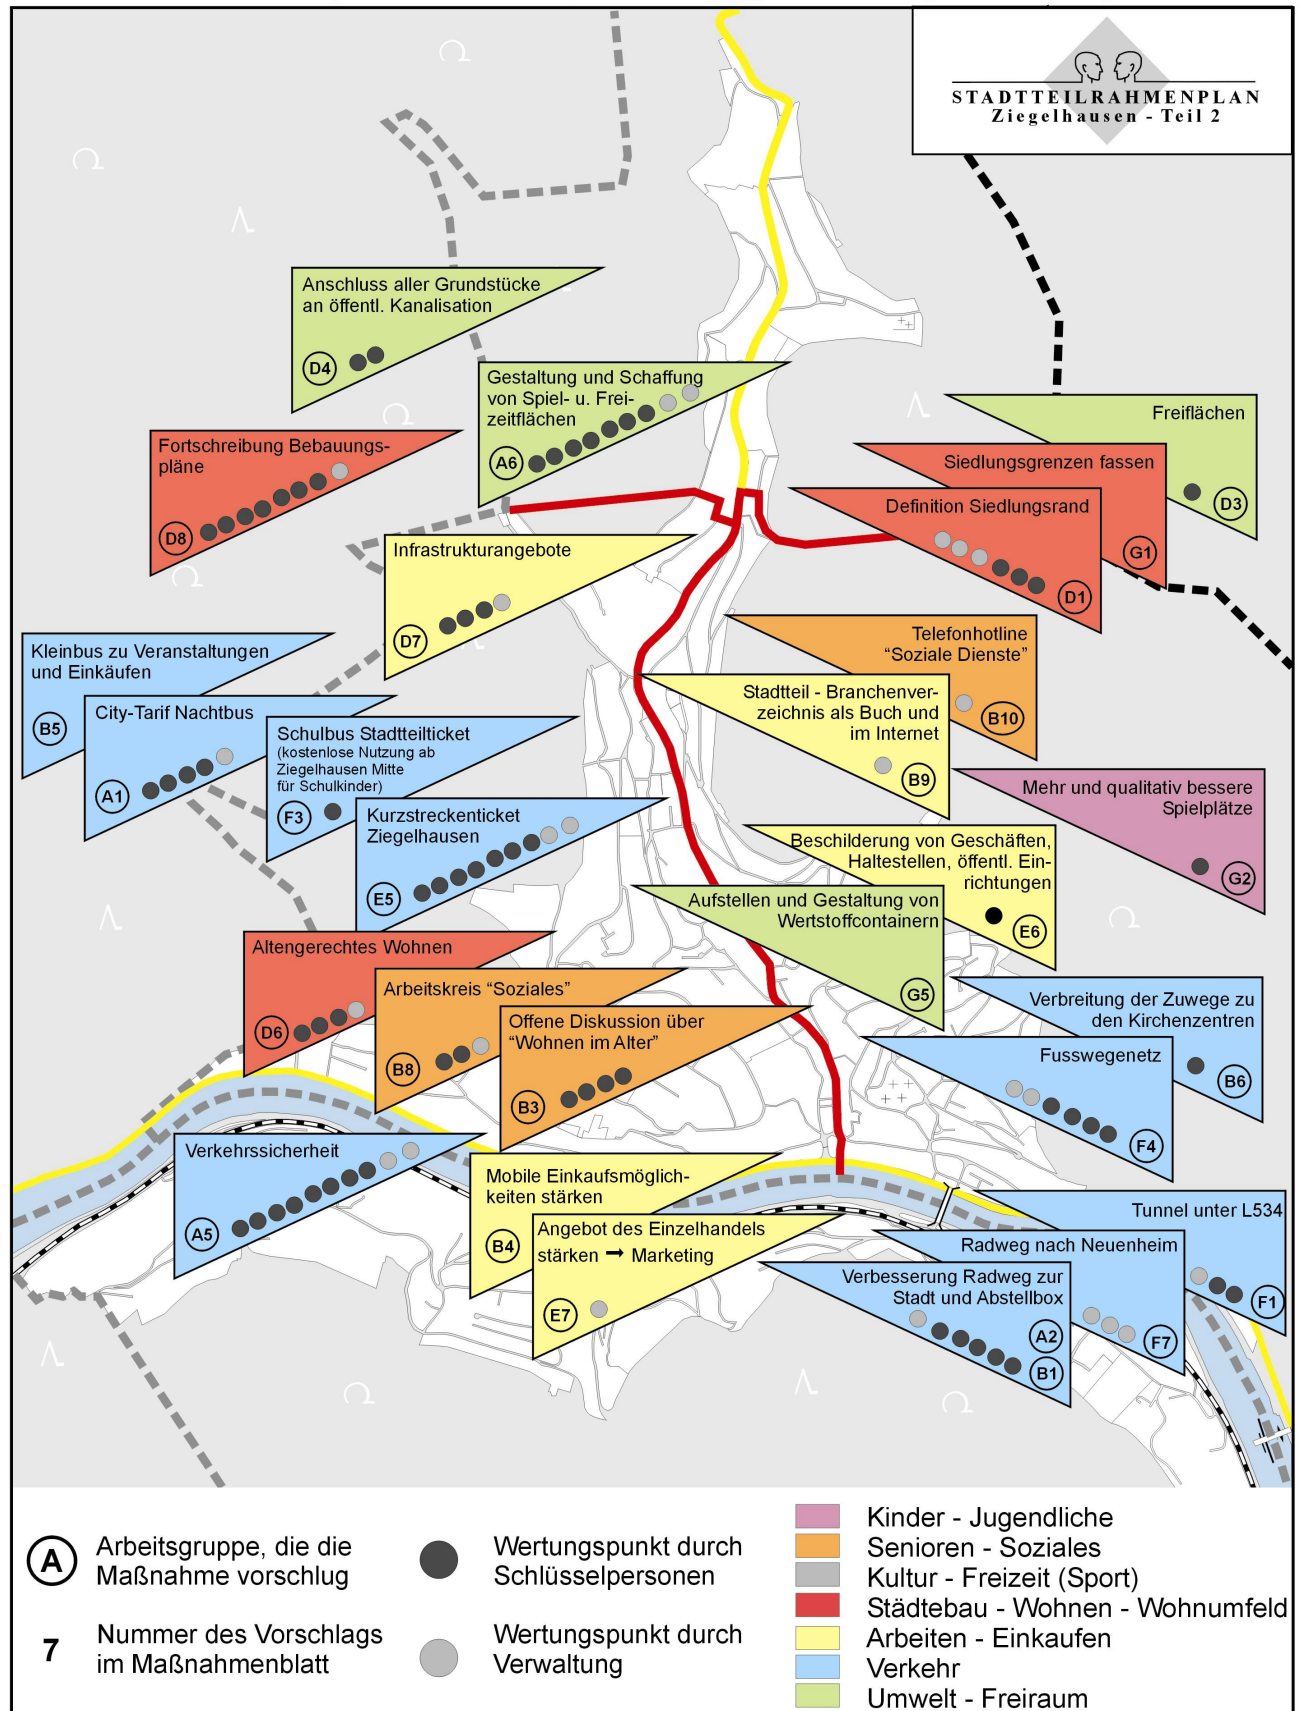 STADTTEILRAHMENPLAN
Ziegelhausen - Teil 2
Anschluss aller Grundstücke
an öffentl. Kanalisation
D4
Gestaltung und Schaffung
von Spiel- u. Frei-
zeitflächen
A6
Freiflächen
D3
Fortschreibung Bebauungs-
pläne
D8
Siedlungsgrenzen fassen
G1
Definition Siedlungsrand
D1
Infrastrukturangebote
D7
Telefonhotline
“Soziale Dienste”
B10
Kleinbus zu Veranstaltungen
und Einkäufen
B5
City-Tarif Nachtbus
A1
Schulbus Stadtteilticket
(kostenlose Nutzung ab
Ziegelhausen Mitte
für Schulkinder)
F3
Stadtteil - Branchenver-
zeichnis als Buch und
im Internet
B9
Mehr und qualitativ bessere
Spielplätze
G2
Kurzstreckenticket
Ziegelhausen
E5
Beschilderung von Geschäften,
Haltestellen, öffentl. Ein-
richtungen
E6
Aufstellen und Gestaltung von
Wertstoffcontainern
G5
Altengerechtes Wohnen
D6
Arbeitskreis “Soziales”
B8
Offene Diskussion über
“Wohnen im Alter”
B3
Verbreitung der Zuwege zu
den Kirchenzentren
B6
Fusswegenetz
F4
Verkehrssicherheit
A5
Mobile Einkaufsmöglich-
keiten stärken
B4
Angebot des Einzelhandels
stärken ➞ Marketing
E7
Tunnel unter L534
F1
Radweg nach Neuenheim
F7
Verbesserung Radweg zur
Stadt und Abstellbox
A2
B1
A
Arbeitsgruppe, die die
Maßnahme vorschlug
7
Nummer des Vorschlags
im Maßnahmenblatt
Wertungspunkt durch
Schlüsselpersonen
Wertungspunkt durch
Verwaltung
Kinder - Jugendliche
Senioren - Soziales
Kultur - Freizeit (Sport)
Städtebau - Wohnen - Wohnumfeld
Arbeiten - Einkaufen
Verkehr
Umwelt - Freiraum